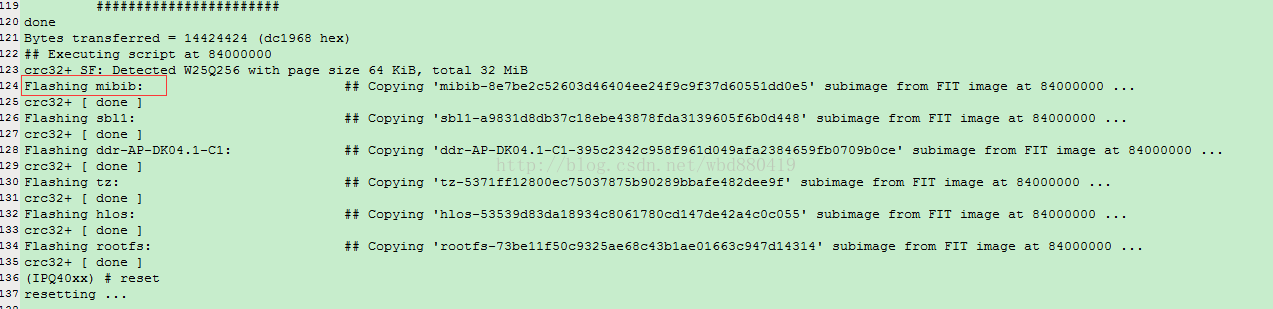 119 #######################
120 done
121 Bytes transferred = 14424424 (dc1968 hex)
122 ## Executing script at 84000000
123 crc32+ SF: Detected W25Q256 with page size 64 KiB, total 32 MiB
124 Flashing mibib: ## Copying 'mibib-8e7be2c52603d46404ee24f9c9f37d60551dd0e5' subimage from FIT image at 84000000 ...
125 crc32+ [ done ]
126 Flashing sbl1: ## Copying 'sbl1-a9831d8db37c18ebe43878fda3139605f6b0d448' subimage from FIT image at 84000000 ...
127 crc32+ [ done ]
128 Flashing ddr-AP-DK04.1-C1: ## Copying 'ddr-AP-DK04.1-C1-395c2342c958f961d049afa2384659fb0709b0ce' subimage from FIT image at 84000000 ...
129 crc32+ [ done ]
http://blog.csdn.net/wbd880419
130 Flashing tz: ## Copying 'tz-5371ff12800ec75037875b90289bbafe482dee9f' subimage from FIT image at 84000000 ...
131 crc32+ [ done ]
132 Flashing hlos: ## Copying 'hlos-53539d83da18934c8061780cd147de42a4c0c055' subimage from FIT image at 84000000 ...
133 crc32+ [ done ]
134 Flashing rootfs: ## Copying 'rootfs-73be11f50c9325ae68c43b1ae01663c947d14314' subimage from FIT image at 84000000 ...
135 crc32+ [ done ]
136 (IPQ40xx) # reset
137 resetting ...